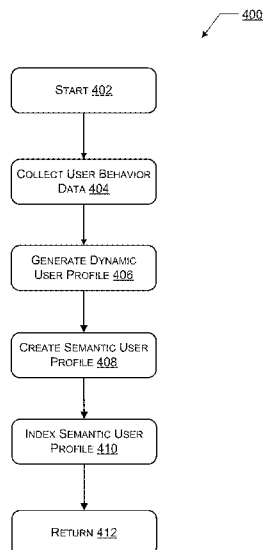 400
START 402
COLLECT USER BEHAVIOR
DATA 404
GENERATE DYNAMIC
USER PROFILE 406
CREATE SEMANTIC USER
PROFILE 408
INDEX SEMANTIC USER
PROFILE 410
RETURN 412